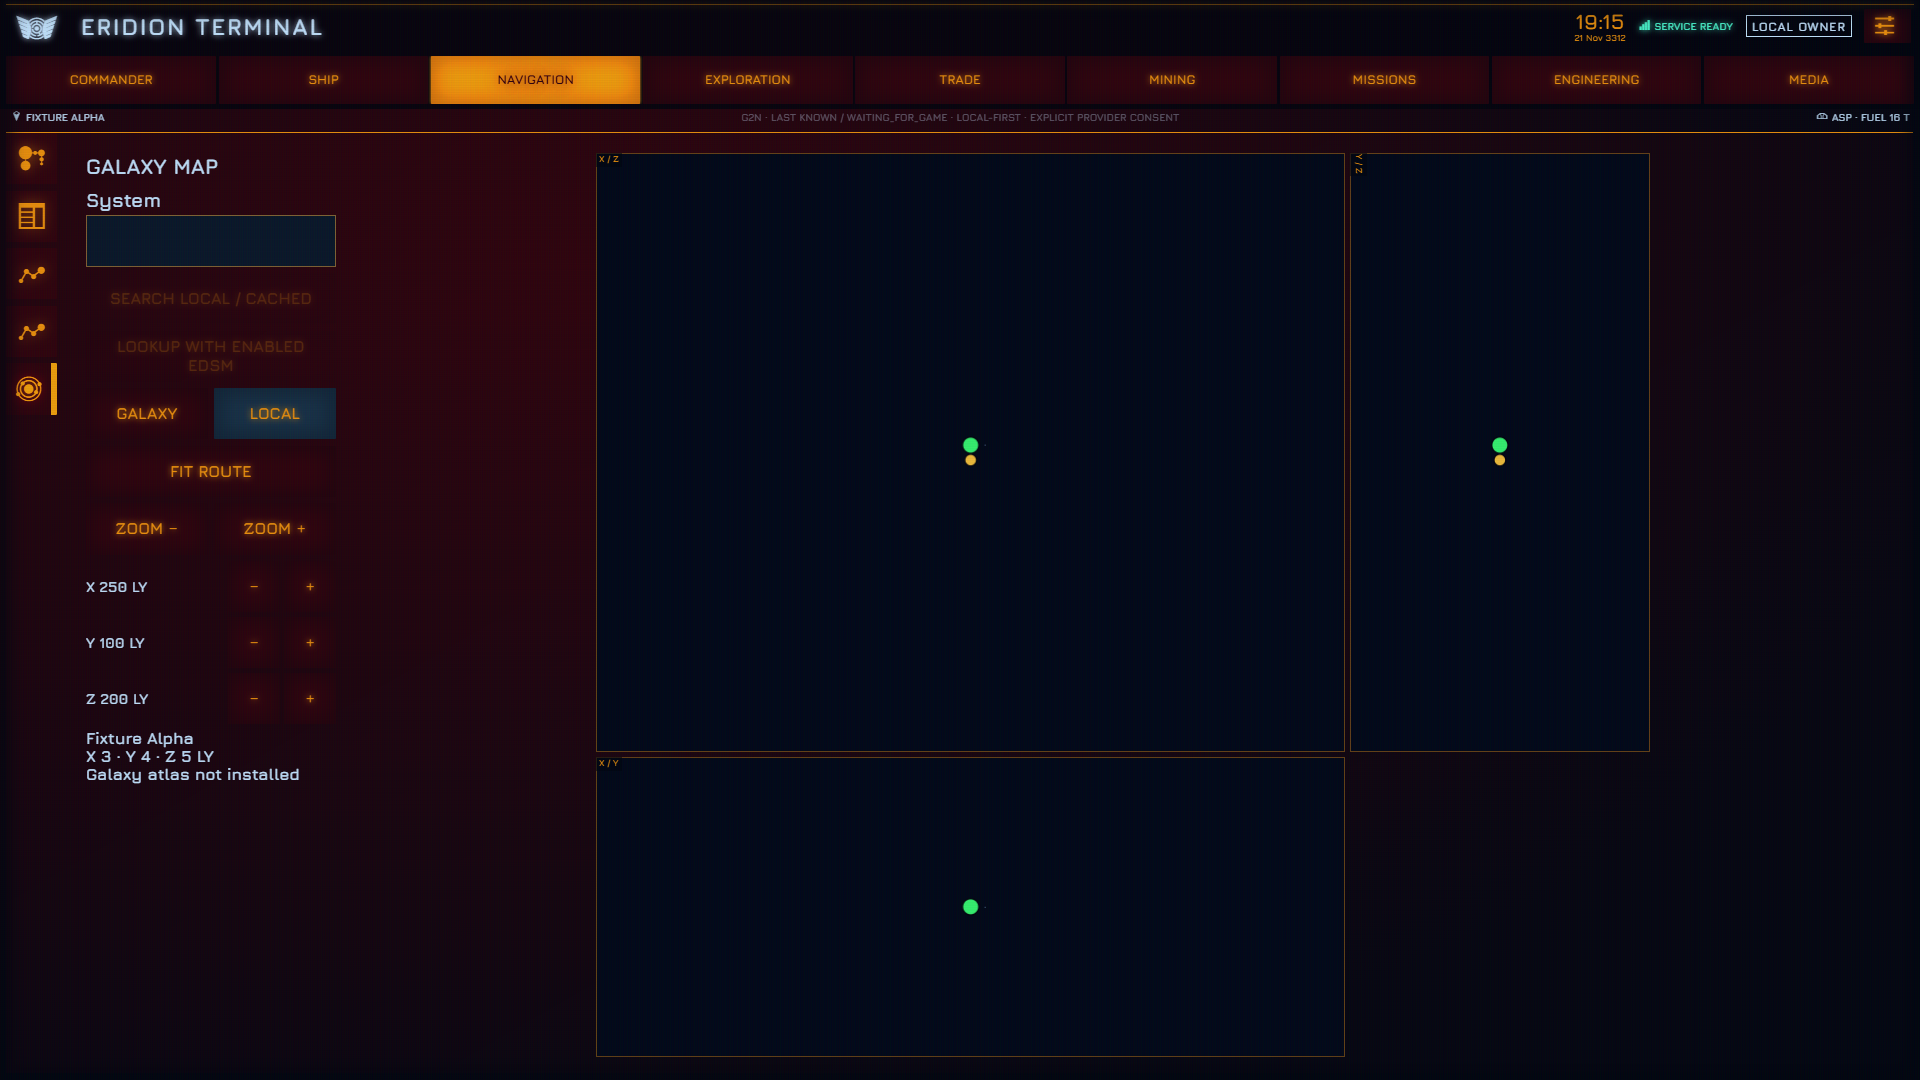 ERIDION TERMINAL
19:15
21 Nov 3312
SERVICE READY
LOCAL OWNER
COMMANDER
SHIP
NAVIGATION
EXPLORATION
TRADE
MINING
MISSIONS
ENGINEERING
MEDIA
FIXTURE ALPHA
G2N · LAST KNOWN / WAITING_FOR_GAME · LOCAL-FIRST · EXPLICIT PROVIDER CONSENT
ASP · FUEL 16 T
GALAXY MAP
System
SEARCH LOCAL / CACHED
LOOKUP WITH ENABLED
EDSM
GALAXY
LOCAL
FIT ROUTE
ZOOM −
ZOOM +
X 250 LY
−
+
Y 100 LY
−
+
Z 200 LY
−
+
Fixture Alpha
X 3 · Y 4 · Z 5 LY
Galaxy atlas not installed
X / Z
Y / Z
X / Y